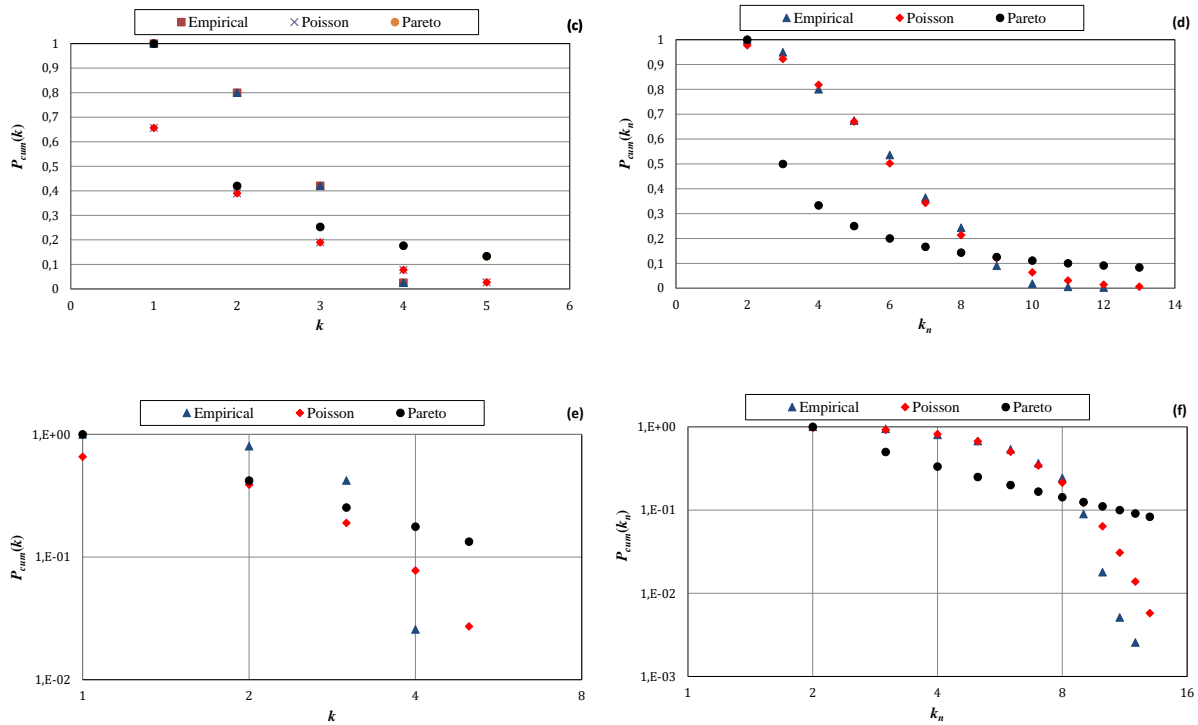 Empirical Poisson Pareto (c)
1
0,9
0,8
0,7
0,6
0,5
0,4
0,3
0,2
0,1
0
P_cum(k)
0 1 2 3 4 5 6
k
Empirical Poisson Pareto (d)
1
0,9
0,8
0,7
0,6
0,5
0,4
0,3
0,2
0,1
0
P_cum(k_n)
0 2 4 6 8 10 12 14
k_n
Empirical Poisson Pareto (e)
1,E+00
1,E-01
1,E-02
P_cum(k)
1 2 4 8
k
Empirical Poisson Pareto (f)
1,E+00
1,E-01
1,E-02
1,E-03
P_cum(k_n)
1 2 4 8 16
k_n